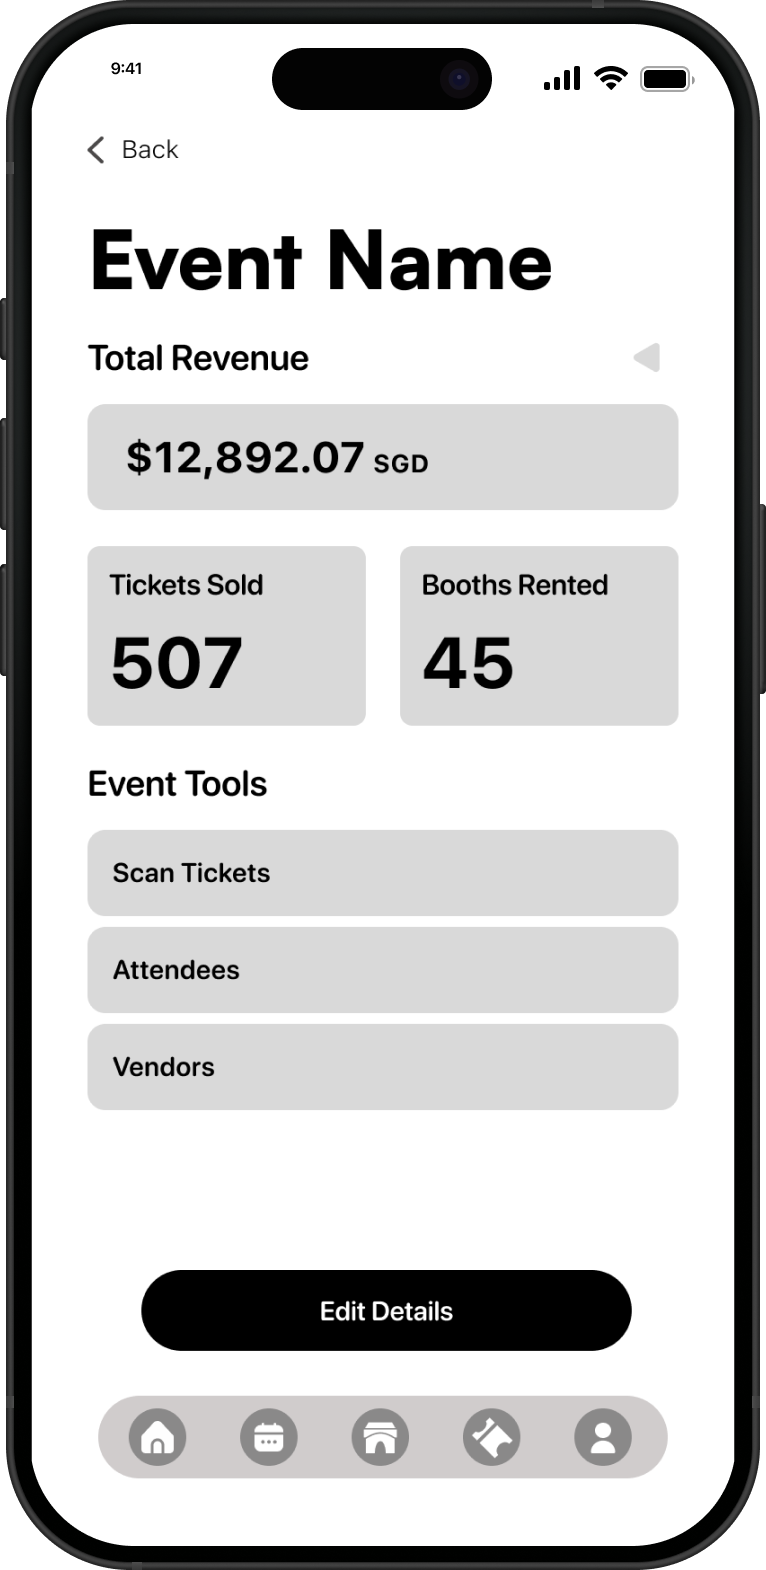 9:41
Back
Event Name
Total Revenue
$12,892.07 SGD
Tickets Sold
507
Booths Rented
45
Event Tools
Scan Tickets
Attendees
Vendors
Edit Details